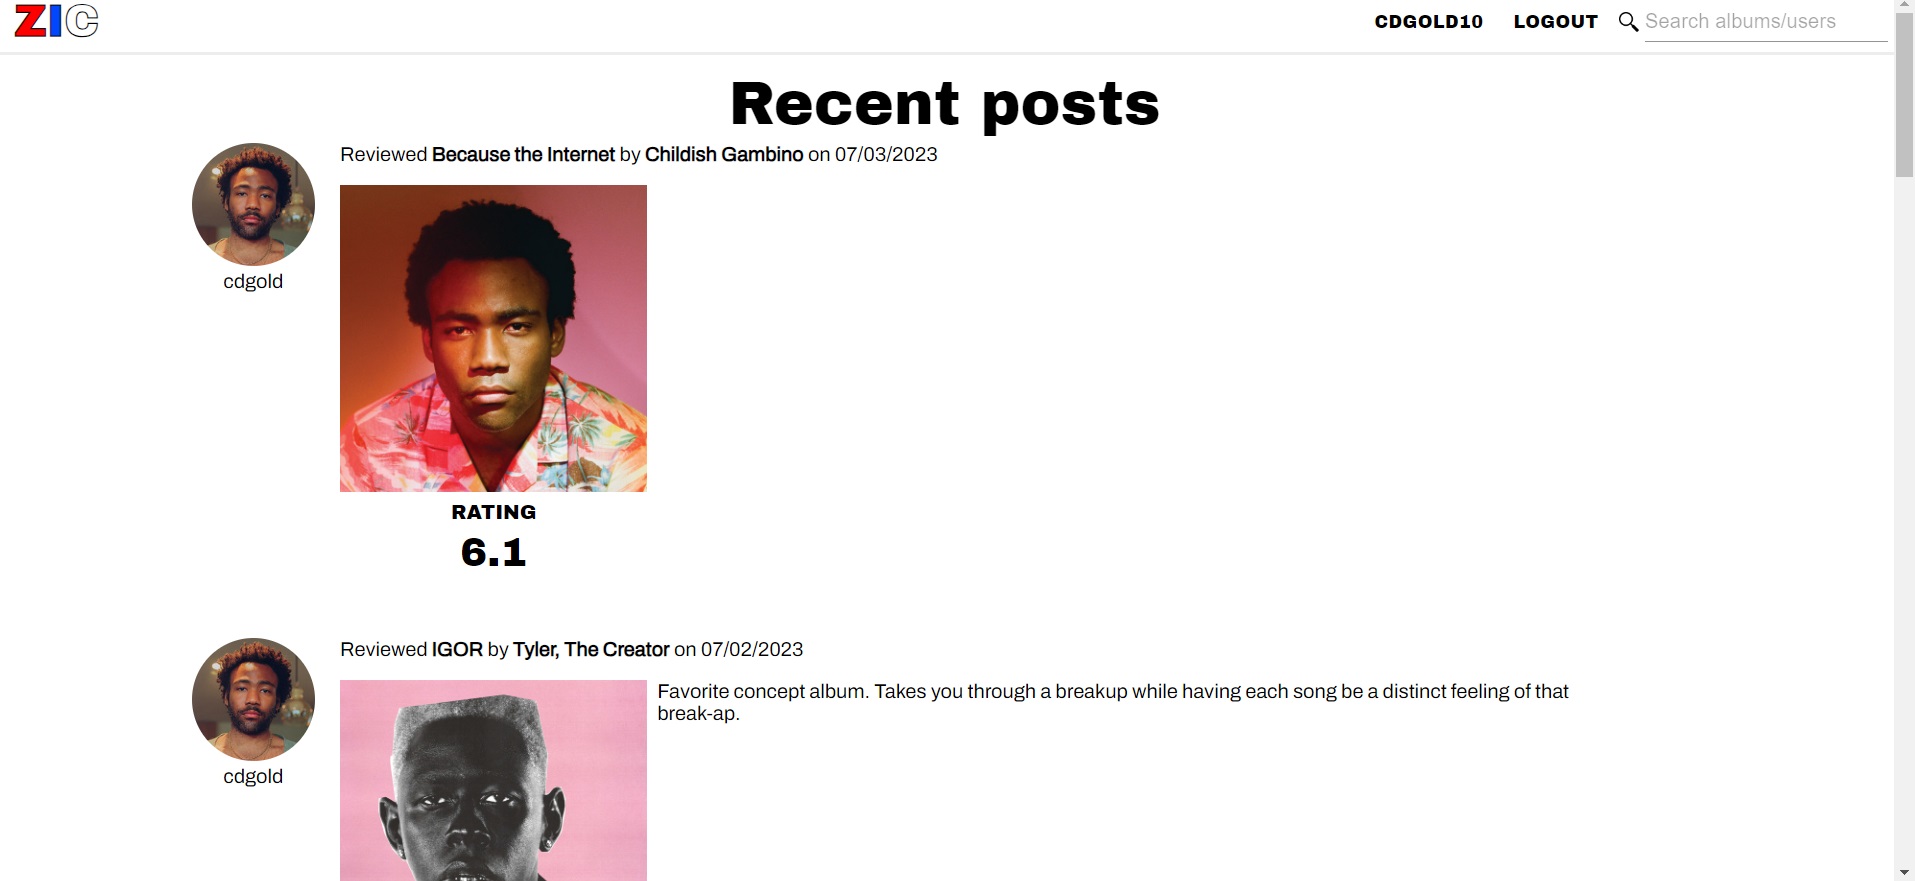 ZIC
CDGOLD10 LOGOUT Search albums/users
Recent posts
Reviewed Because the Internet by Childish Gambino on 07/03/2023
cdgold
RATING
6.1
Reviewed IGOR by Tyler, The Creator on 07/02/2023
cdgold
Favorite concept album. Takes you through a breakup while having each song be a distinct feeling of that
break-ap.